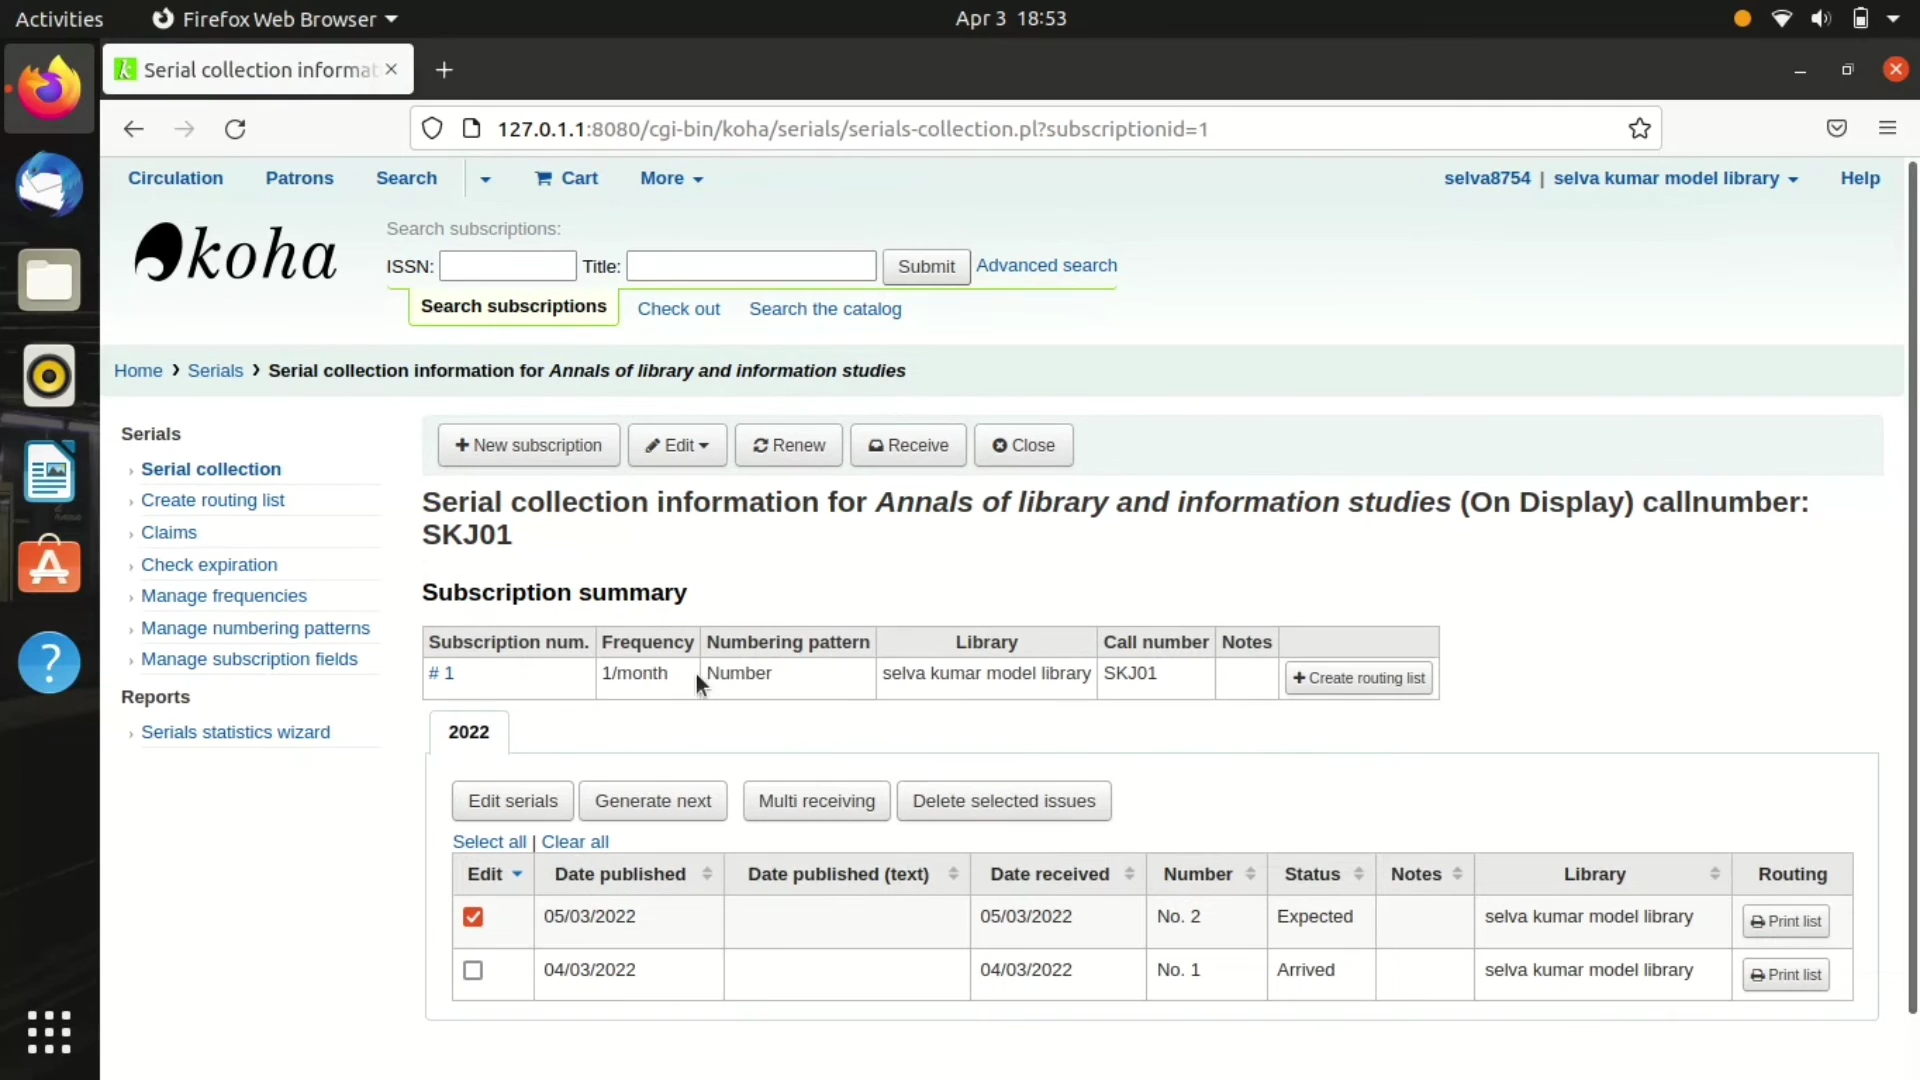 Activities Firefox Web Browser Apr 3 18:53
Serial collection informat
127.0.1.1:8080/cgi-bin/koha/serials/serials-collection.pl?subscriptionid=1
Circulation Patrons Search Cart More selva8754 | selva kumar model library Help
koha
Search subscriptions:
ISSN: Title: Submit Advanced search
Search subscriptions Check out Search the catalog
Home › Serials › Serial collection information for Annals of library and information studies
Serials
Serial collection
Create routing list
Claims
Check expiration
Manage frequencies
Manage numbering patterns
Manage subscription fields
Reports
Serials statistics wizard
New subscription Edit Renew Receive Close
Serial collection information for Annals of library and information studies (On Display) callnumber:
SKJ01
Subscription summary
Subscription num. Frequency Numbering pattern Library Call number Notes
# 1 1/month Number selva kumar model library SKJ01 Create routing list
2022
Edit serials Generate next Multi receiving Delete selected issues
Select all | Clear all
Edit Date published Date published (text) Date received Number Status Notes Library Routing
05/03/2022 05/03/2022 No. 2 Expected selva kumar model library Print list
04/03/2022 04/03/2022 No. 1 Arrived selva kumar model library Print list